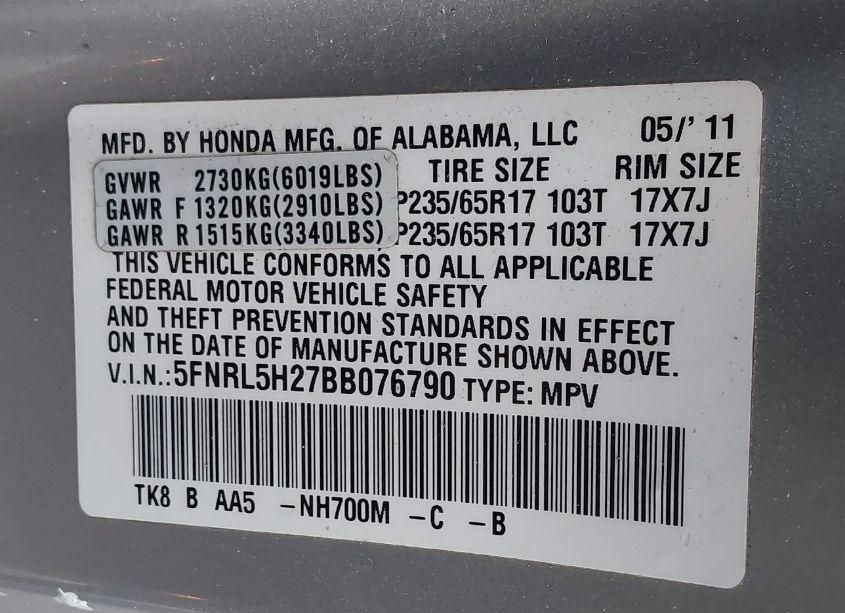 MFD. BY HONDA MFG. OF ALABAMA, LLC 05/' 11
GVWR 2730KG(6019LBS) TIRE SIZE RIM SIZE
GAWR F 1320KG(2910LBS) P235/65R17 103T 17X7J
GAWR R 1515KG(3340LBS) P235/65R17 103T 17X7J
THIS VEHICLE CONFORMS TO ALL APPLICABLE
FEDERAL MOTOR VEHICLE SAFETY
AND THEFT PREVENTION STANDARDS IN EFFECT
ON THE DATE OF MANUFACTURE SHOWN ABOVE.
V.I.N.:5FNRL5H27BB076790 TYPE: MPV
TK8 B AA5 -NH700M -C -B